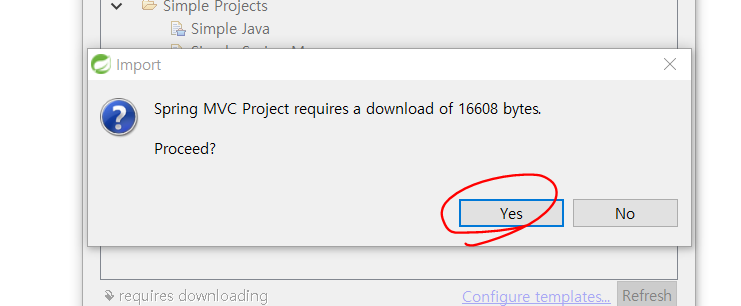 Simple Projects
Simple Java
Import
Spring MVC Project requires a download of 16608 bytes.
Proceed?
Yes
No
requires downloading
Configure templates...
Refresh